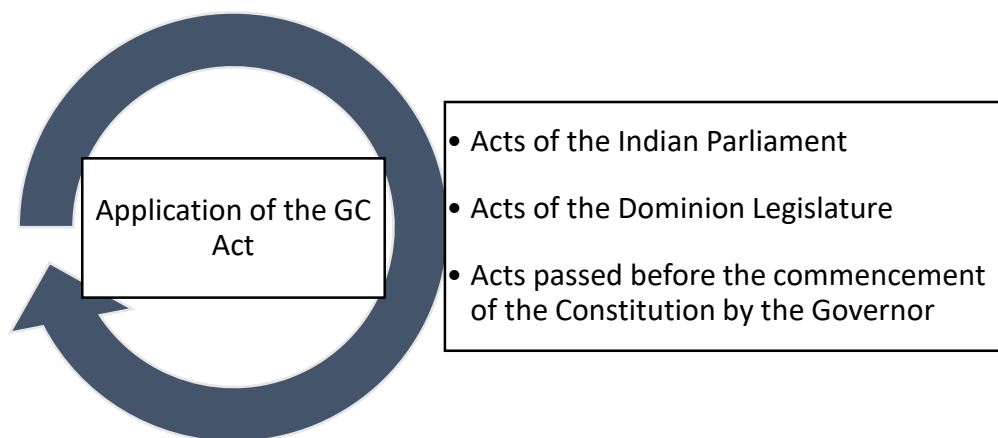 Application of the GC
Act
• Acts of the Indian Parliament
• Acts of the Dominion Legislature
• Acts passed before the commencement
of the Constitution by the Governor